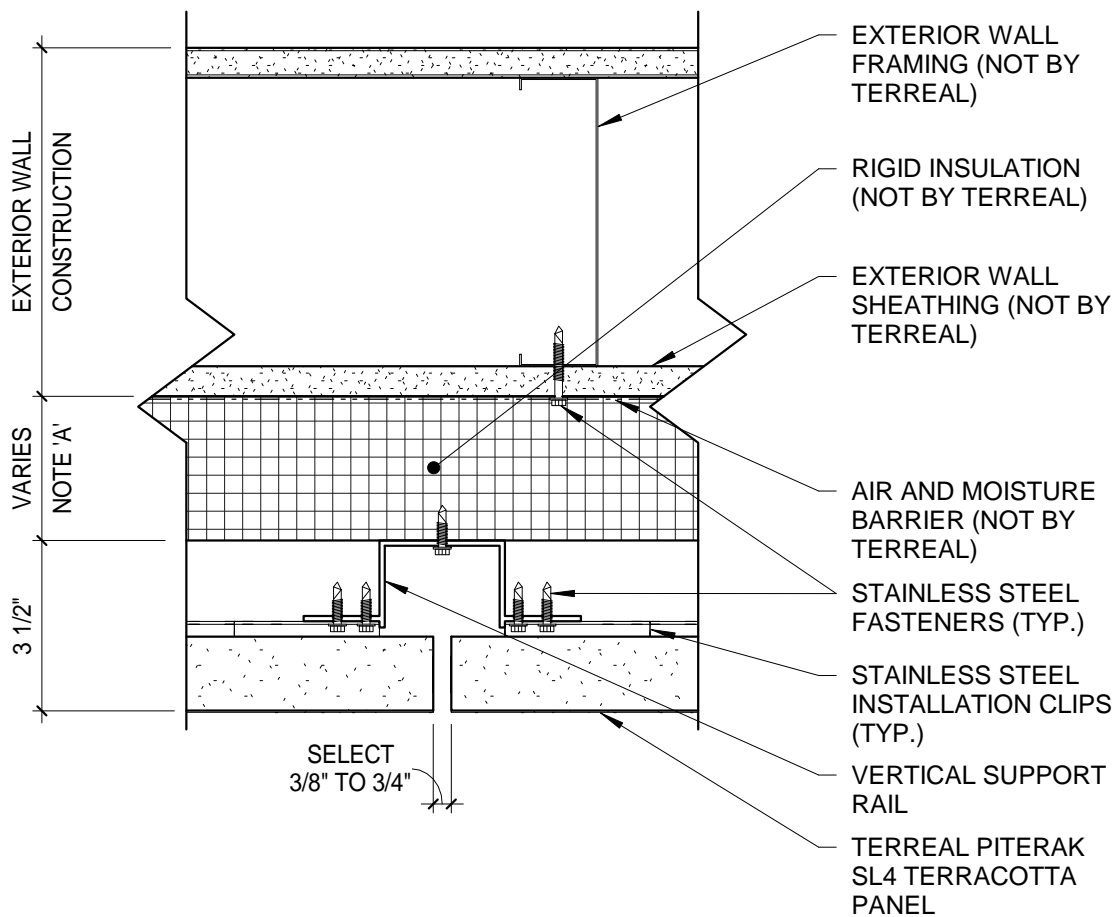 EXTERIOR WALL
FRAMING (NOT BY
TERREAL)
RIGID INSULATION
(NOT BY TERREAL)
EXTERIOR WALL
SHEATHING (NOT BY
TERREAL)
AIR AND MOISTURE
BARRIER (NOT BY
TERREAL)
STAINLESS STEEL
FASTENERS (TYP.)
STAINLESS STEEL
INSTALLATION CLIPS
(TYP.)
VERTICAL SUPPORT
RAIL
TERREAL PITERAK
SL4 TERRACOTTA
PANEL
EXTERIOR WALL
CONSTRUCTION
VARIES
NOTE 'A'
3 1/2"
SELECT
3/8" TO 3/4"